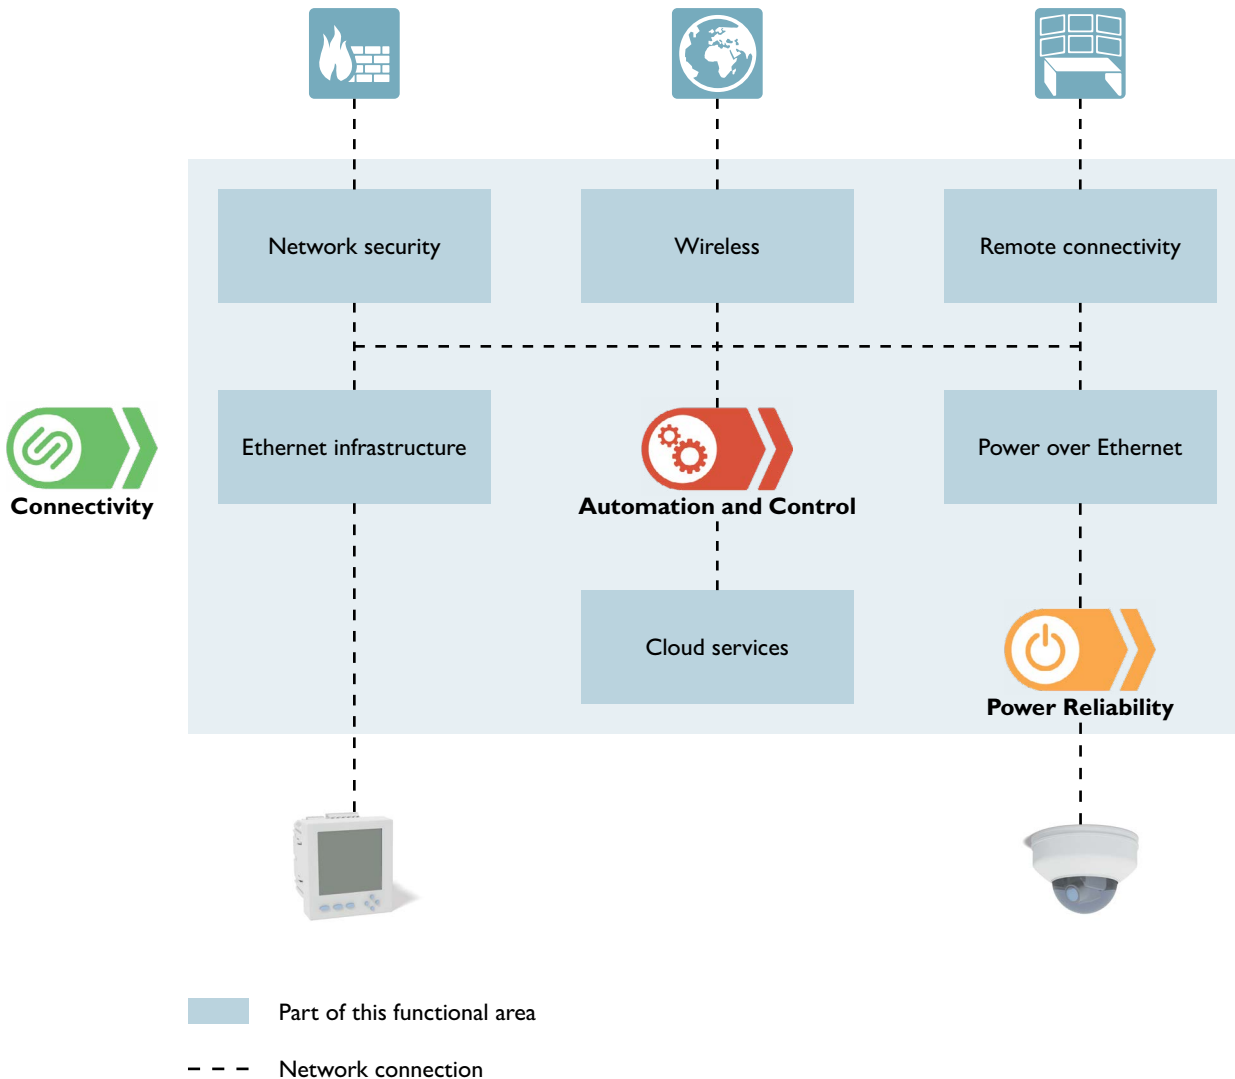 Network security
Wireless
Remote connectivity
Ethernet infrastructure
Power over Ethernet
Connectivity
Automation and Control
Cloud services
Power Reliability
Part of this functional area
Network connection